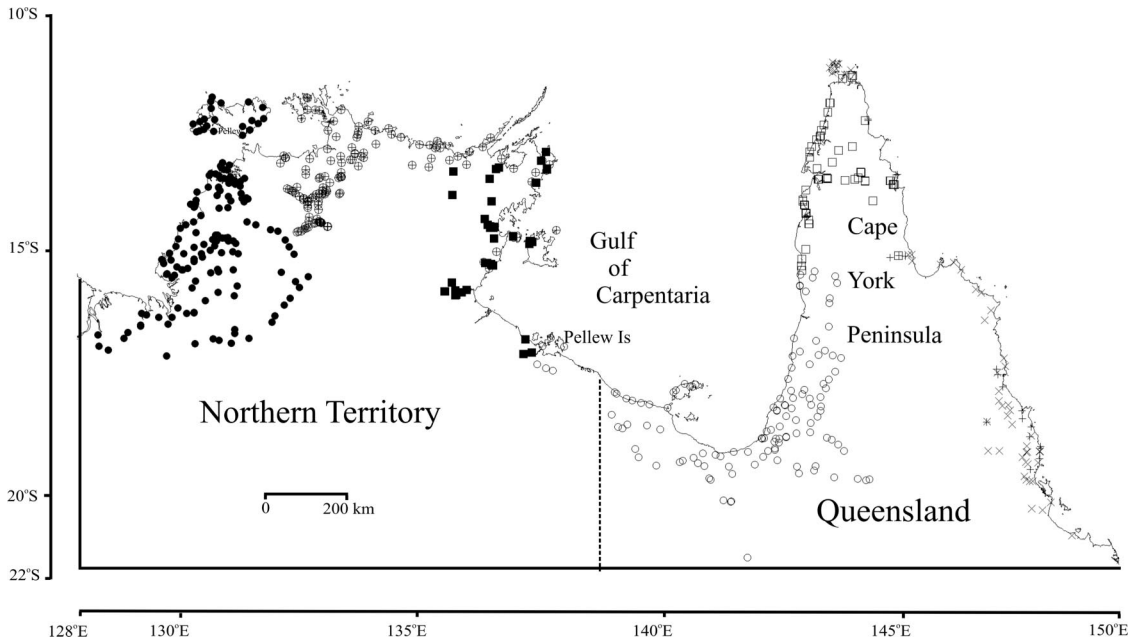 10°S
Pellew
Gulf
of
Carpentaria
Cape
York
Peninsula
15°S
Pellew Is
Northern Territory
0 200 km
20°S
Queensland
22°S
128°E 130°E 135°E 140°E 145°E 150°E